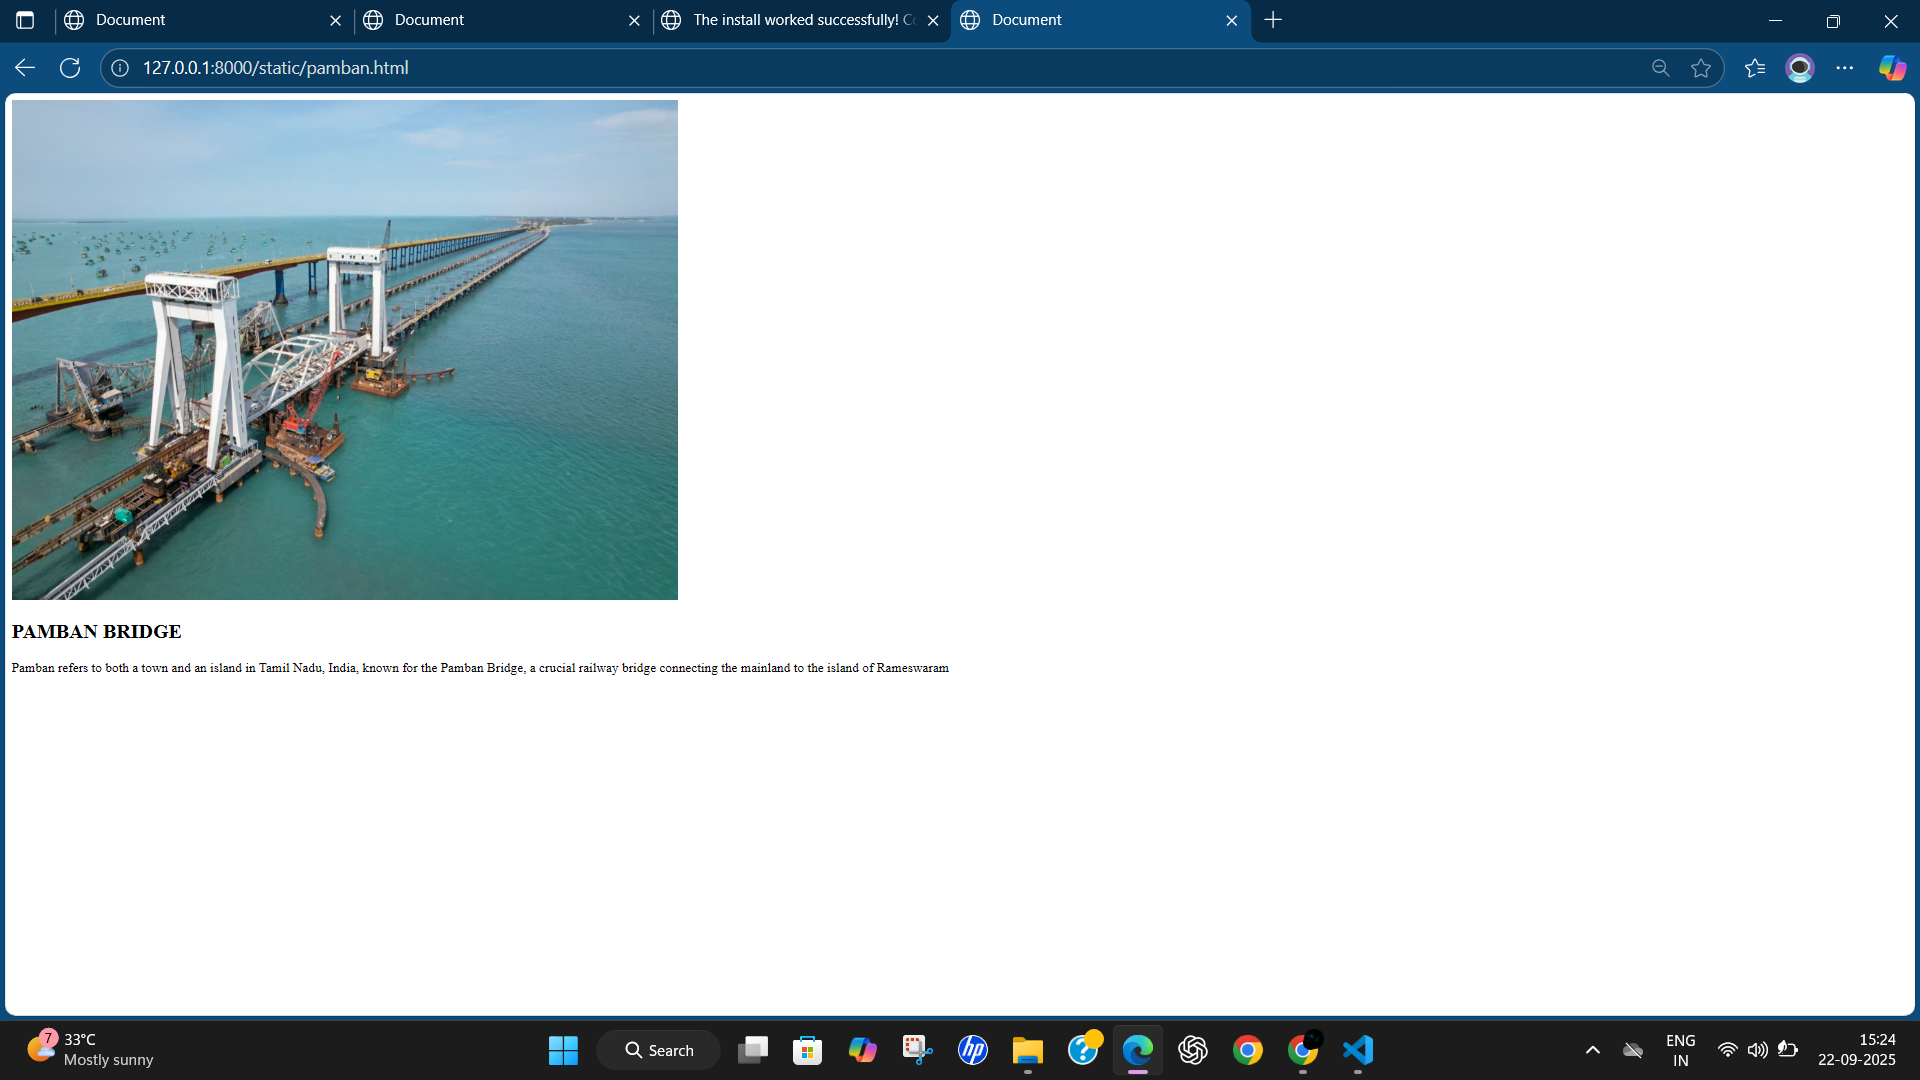 Document
Document
The install worked successfully! Co
Document
127.0.0.1:8000/static/pamban.html
PAMBAN BRIDGE
Pamban refers to both a town and an island in Tamil Nadu, India, known for the Pamban Bridge, a crucial railway bridge connecting the mainland to the island of Rameswaram
7
33°C
Mostly sunny
Search
hp
ENG
IN
15:24
22-09-2025